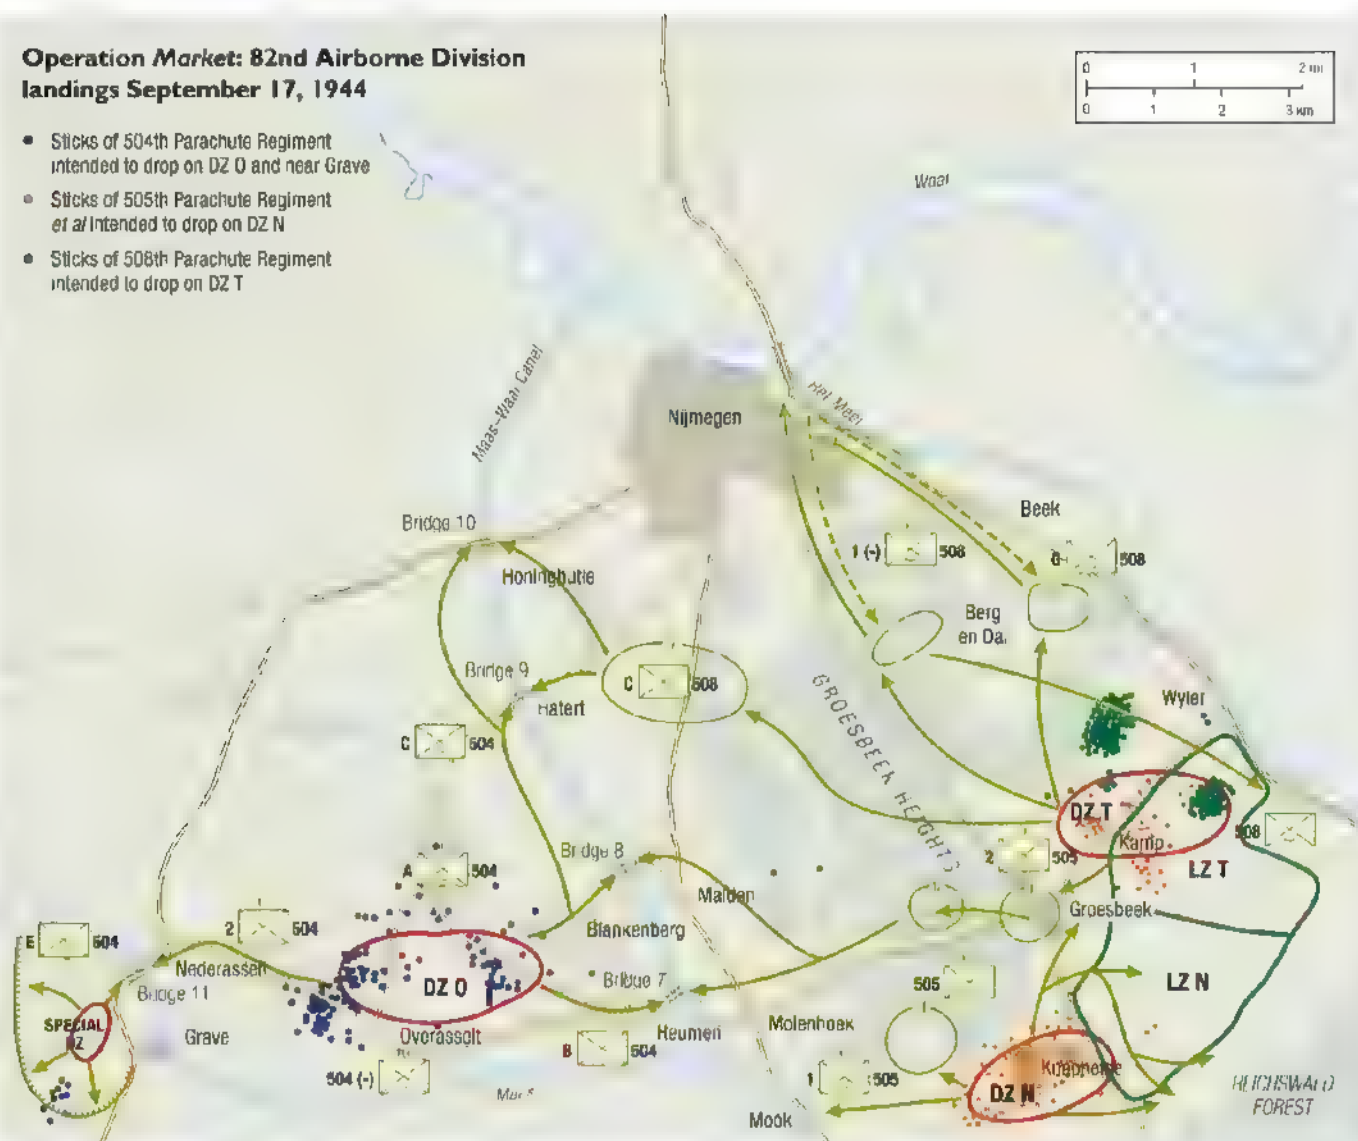 Operation Market: 82nd Airborne Division
landings September 17, 1944
Sticks of 504th Parachute Regiment
intended to drop on DZ O and near Grave
Sticks of 505th Parachute Regiment
et al intended to drop on DZ N
Sticks of 508th Parachute Regiment
intended to drop on DZ T
0 1 2 mi
0 1 2 3 km
Waal
Maas-Waal Canal
Nijmegen
Het Meer
Beek
Bridge 10
1 (-) 508
G 508
Honinghutie
Berg
en Da
Bridge 9
C 508
Hatert
GROESBEEK HEIGHTS
Wyler
C 504
DZ T
Kamp
508
2 505
LZ T
Bridge 8
A 504
Malden
Groesbeek
2 504
E 504
Blankenberg
Nederassen
DZ O
Bridge 7
505
LZ N
Bridge 11
SPECIAL
Grave
Overasselt
Heumen
Molenhoek
B 504
504 (-)
1 505
DZ N
REICHSWALD
FOREST
Mook